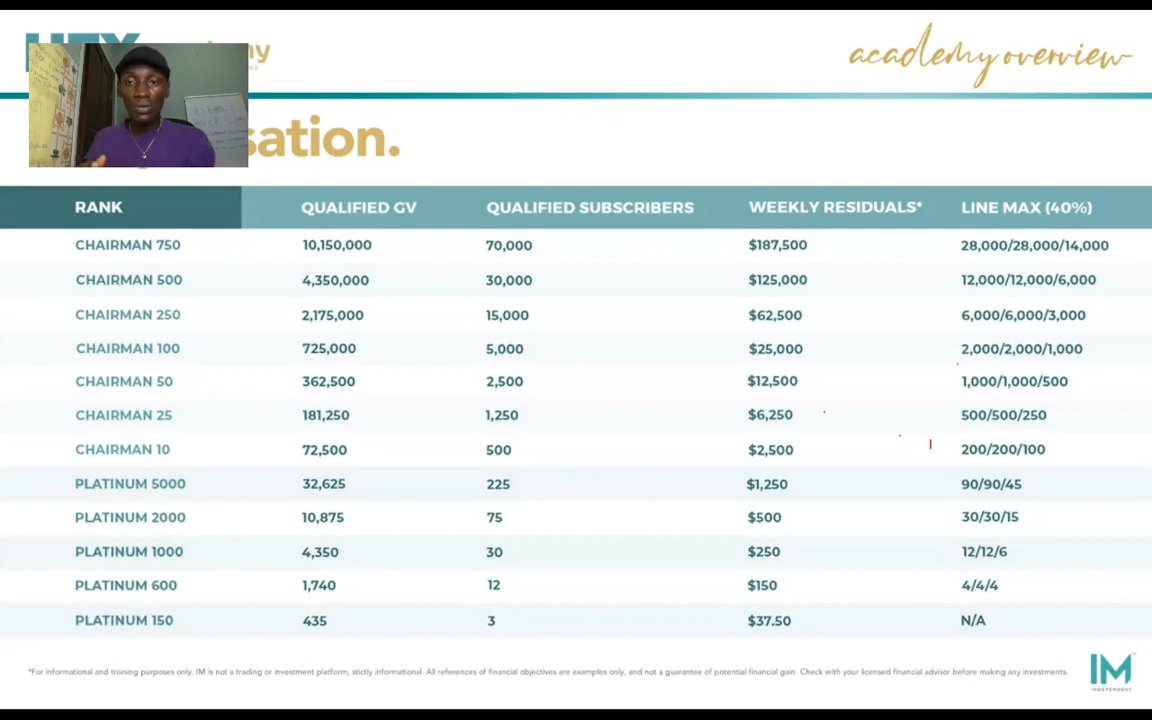 academy overview
sation.
RANK QUALIFIED GV QUALIFIED SUBSCRIBERS WEEKLY RESIDUALS* LINE MAX (40%)
CHAIRMAN 750 10,150,000 70,000 $187,500 28,000/28,000/14,000
CHAIRMAN 500 4,350,000 30,000 $125,000 12,000/12,000/6,000
CHAIRMAN 250 2,175,000 15,000 $62,500 6,000/6,000/3,000
CHAIRMAN 100 725,000 5,000 $25,000 2,000/2,000/1,000
CHAIRMAN 50 362,500 2,500 $12,500 1,000/1,000/500
CHAIRMAN 25 181,250 1,250 $6,250 500/500/250
CHAIRMAN 10 72,500 500 $2,500 200/200/100
PLATINUM 5000 32,625 225 $1,250 90/90/45
PLATINUM 2000 10,875 75 $500 30/30/15
PLATINUM 1000 4,350 30 $250 12/12/6
PLATINUM 600 1,740 12 $150 4/4/4
PLATINUM 150 435 3 $37.50 N/A
*For informational and training purposes only. IM is not a trading or investment platform, stictly informational. All references of financial objectives are examples only, and not a guarantee of potential financial gain. Check with your licensed financial advisor before making any investments.
IM
INDEPENDENT